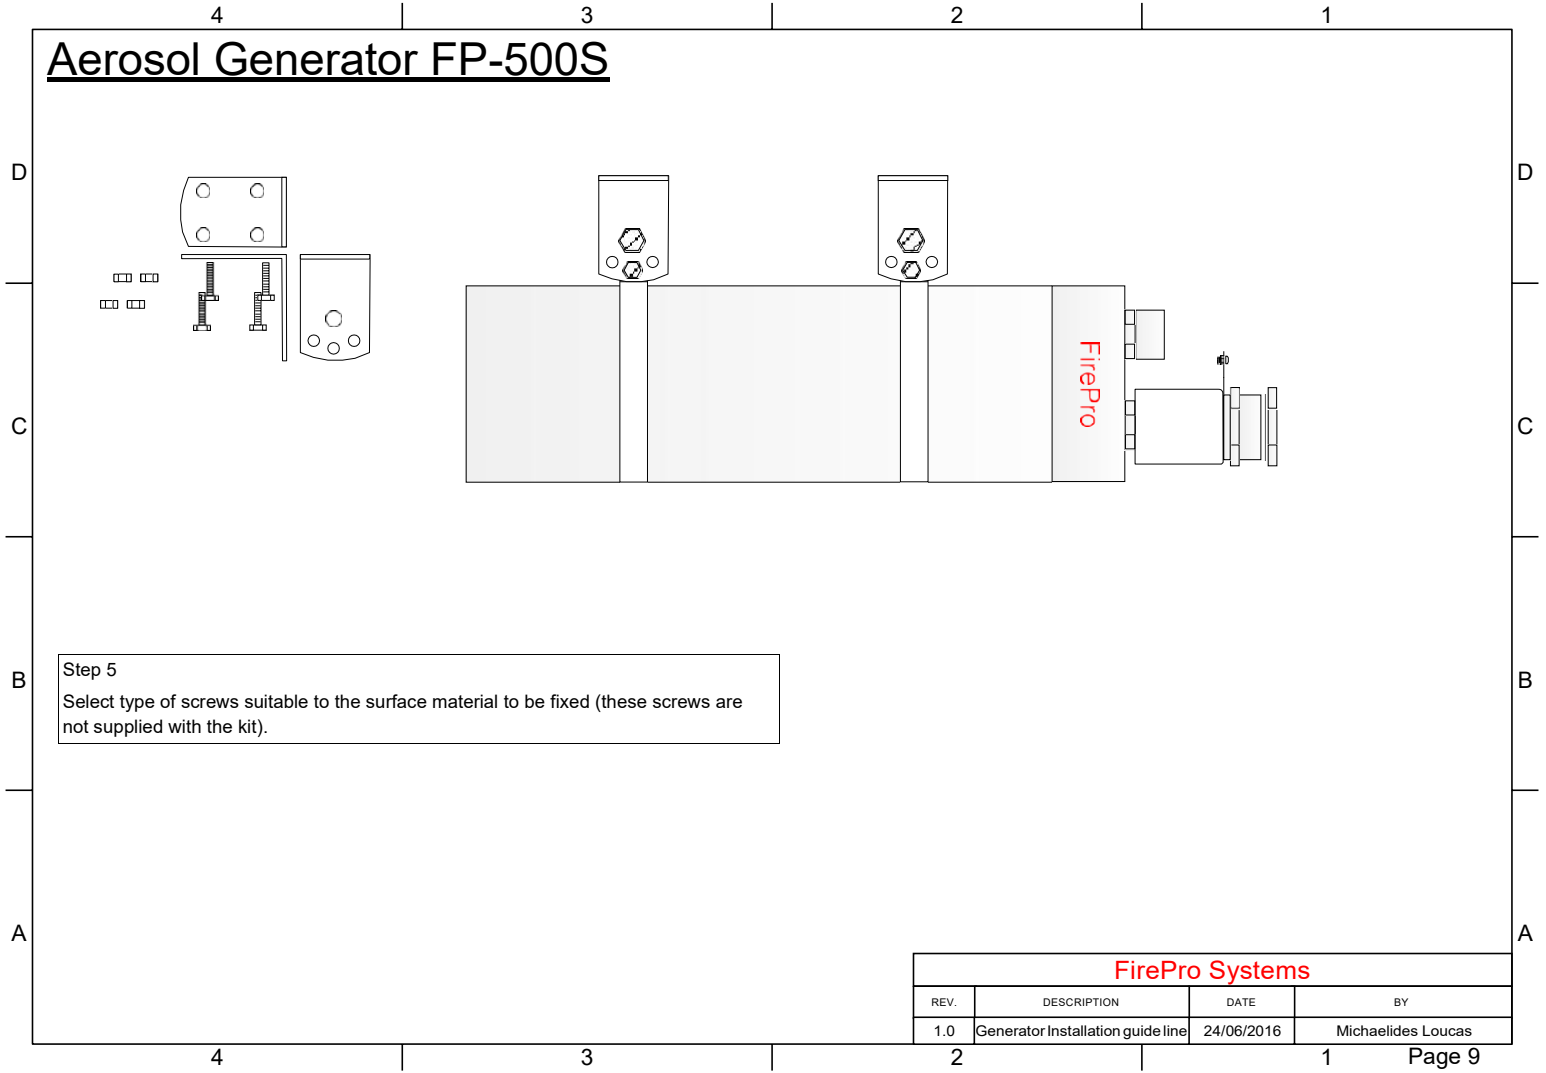 4 3 2 1
Aerosol Generator FP-500S
D D
FirePro
C C
Step 5
B B
Select type of screws suitable to the surface material to be fixed (these screws are
not supplied with the kit).
A A
FirePro Systems
REV. DESCRIPTION DATE BY
1.0 Generator Installation guide line 24/06/2016 Michaelides Loucas
4 3 2 1 Page 9